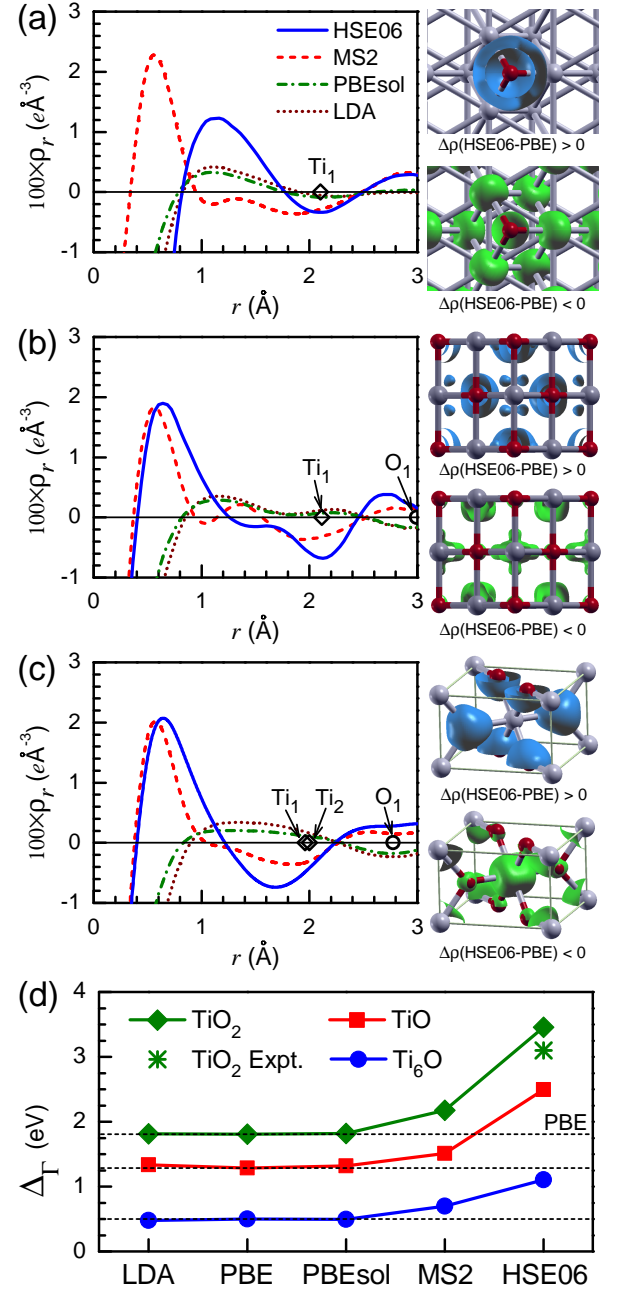 (a)
3
2
1
0
-1
100×ρr (eÅ-3)
HSE06
MS2
PBEsol
LDA
Ti1
0 1 2 3
r (Å)
Δρ(HSE06-PBE) > 0
Δρ(HSE06-PBE) < 0
(b)
3
2
1
0
-1
100×ρr (eÅ-3)
Ti1
O1
0 1 2 3
r (Å)
Δρ(HSE06-PBE) > 0
Δρ(HSE06-PBE) < 0
(c)
3
2
1
0
-1
100×ρr (eÅ-3)
Ti1
Ti2
O1
0 1 2 3
r (Å)
Δρ(HSE06-PBE) > 0
Δρ(HSE06-PBE) < 0
(d)
4
3
2
1
0
ΔΓ (eV)
TiO2
TiO
TiO2 Expt.
Ti6O
PBE
LDA PBE PBEsol MS2 HSE06